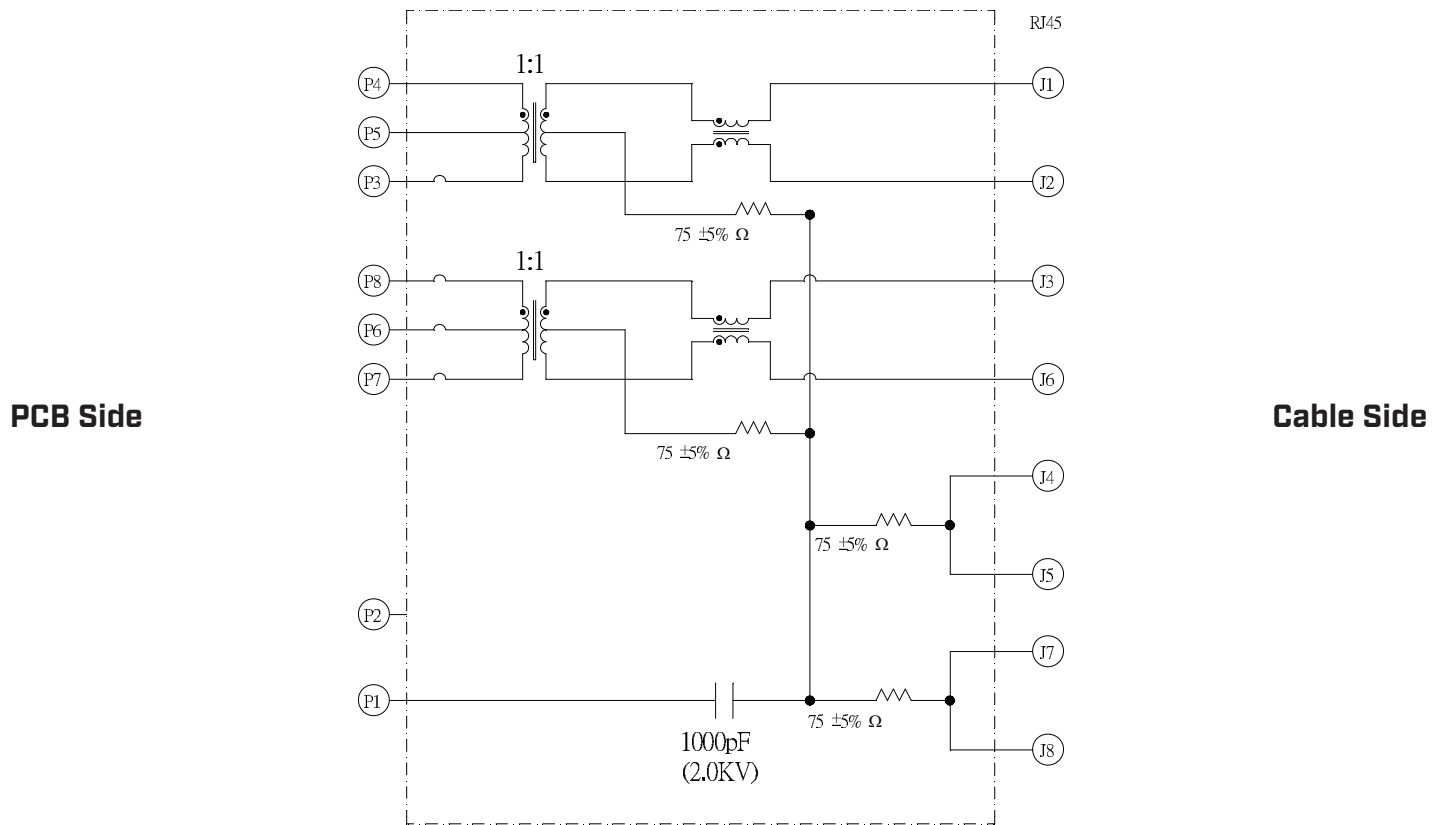 RJ45
1:1
P4
J1
P5
P3
J2
75 ±5% Ω
1:1
P8
J3
P6
P7
J6
PCB Side
Cable Side
75 ±5% Ω
J4
75 ±5% Ω
J5
P2
J7
P1
75 ±5% Ω
1000pF
(2.0KV)
J8